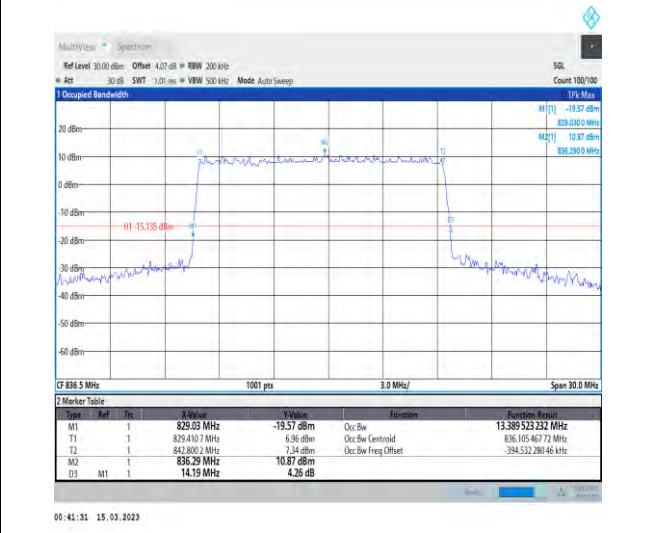 MultiView Spectrum
Ref Level 30.00 dBm Offset 4.07 dB RBW 200 kHz SGL
Att 30 dB SWT 1.01 ms VBW 500 kHz Mode Auto Sweep Count 100/100
1 Occupied Bandwidth 1Pk Max
M1[1] -19.57 dBm
829.030 0 MHz
M2[1] 10.87 dBm
836.290 0 MHz
20 dBm
10 dBm
0 dBm
-10 dBm
-20 dBm
-30 dBm
-40 dBm
-50 dBm
-60 dBm
T1
M2
T2
H1 -15.135 dBm
M1
D3
CF 836.5 MHz 1001 pts 3.0 MHz/ Span 30.0 MHz
2 Marker Table
Type Ref Trc X-Value Y-Value Function Function Result
M1 1 829.03 MHz -19.57 dBm Occ Bw 13.389 523 232 MHz
T1 1 829.410 7 MHz 6.96 dBm Occ Bw Centroid 836.105 467 72 MHz
T2 1 842.800 2 MHz 7.34 dBm Occ Bw Freq Offset -394.532 280 46 kHz
M2 1 836.29 MHz 10.87 dBm
D3 M1 1 14.19 MHz 4.26 dB
00:41:31 15.03.2023